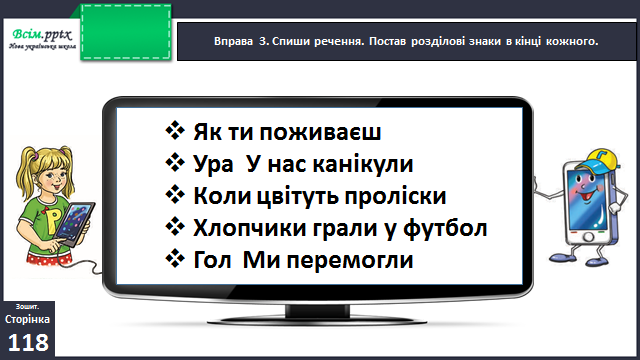 Всім.pptx
Нова українська школа
Вправа 3. Спиши речення. Постав розділові знаки в кінці кожного.
❖ Як ти поживаєш
❖ Ура У нас канікули
❖ Коли цвітуть проліски
❖ Хлопчики грали у футбол
❖ Гол Ми перемогли
Зошит.
Сторінка
118